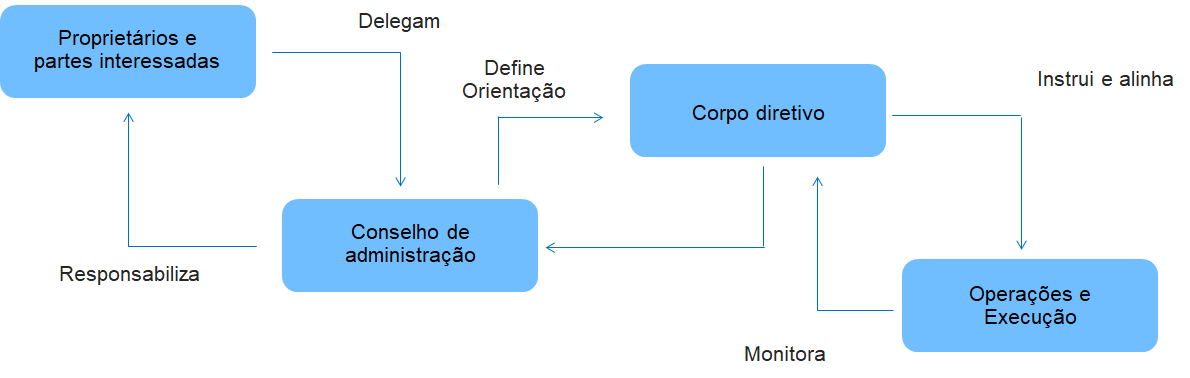 Delegam
Proprietários e
partes interessadas
Define
Orientação
Instrui e alinha
Corpo diretivo
Conselho de
administração
Responsabiliza
Operações e
Execução
Monitora